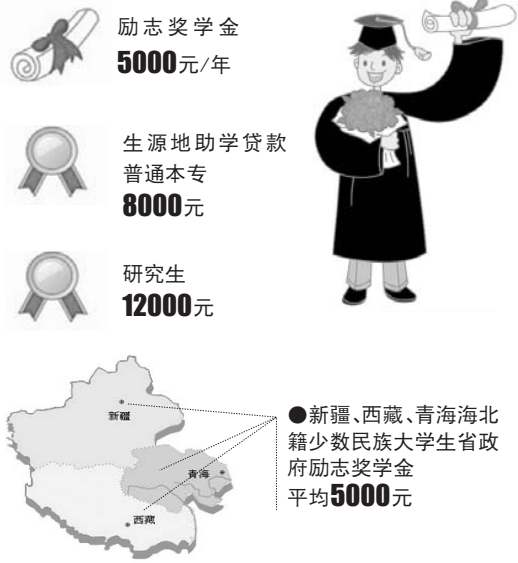 励志奖学金
5000元/年
生源地助学贷款
普通本专
8000元
研究生
12000元
新疆
青海
西藏
●新疆、西藏、青海海北
籍少数民族大学生省政
府励志奖学金
平均5000元